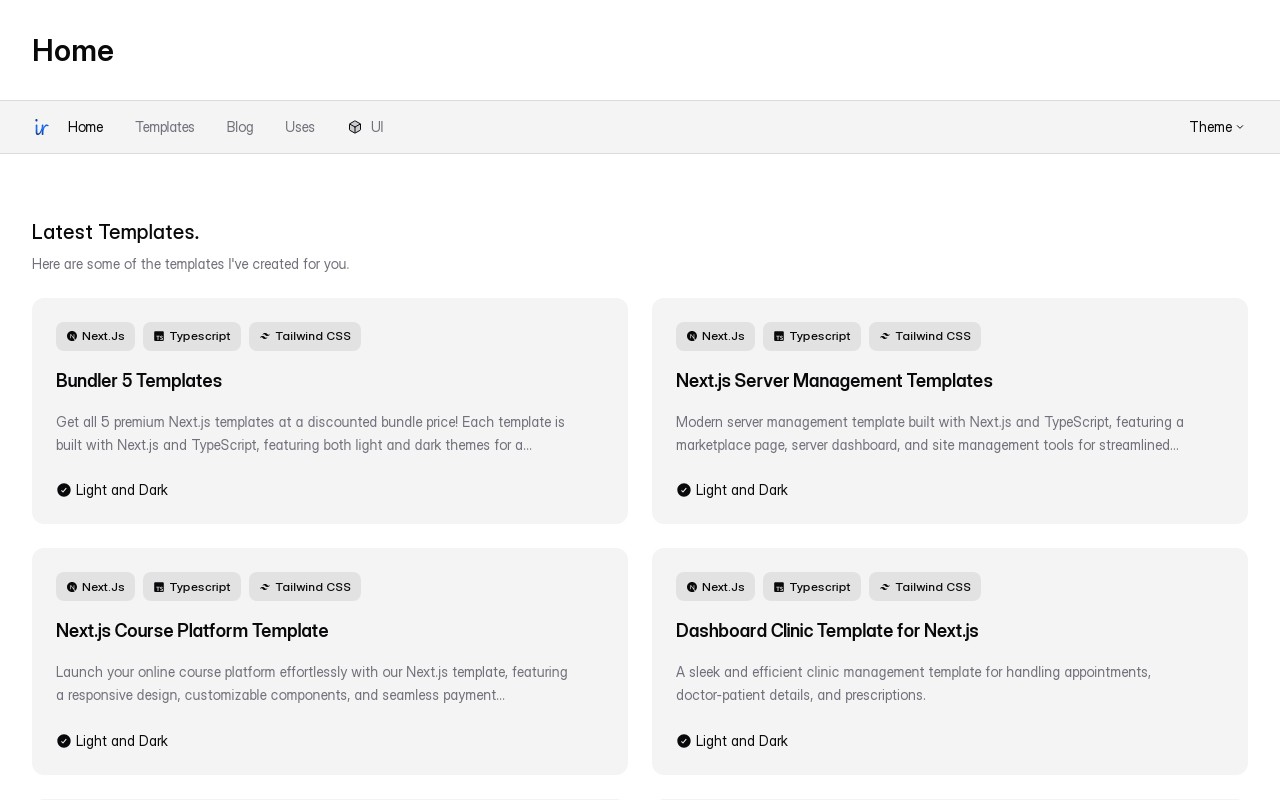 Home
ir Home Templates Blog Uses UI Theme
Latest Templates.
Here are some of the templates I've created for you.
Next.Js Typescript Tailwind CSS
Bundler 5 Templates
Get all 5 premium Next.js templates at a discounted bundle price! Each template is
built with Next.js and TypeScript, featuring both light and dark themes for a...
Light and Dark
Next.Js Typescript Tailwind CSS
Next.js Server Management Templates
Modern server management template built with Next.js and TypeScript, featuring a
marketplace page, server dashboard, and site management tools for streamlined...
Light and Dark
Next.Js Typescript Tailwind CSS
Next.js Course Platform Template
Launch your online course platform effortlessly with our Next.js template, featuring
a responsive design, customizable components, and seamless payment...
Light and Dark
Next.Js Typescript Tailwind CSS
Dashboard Clinic Template for Next.js
A sleek and efficient clinic management template for handling appointments,
doctor-patient details, and prescriptions.
Light and Dark